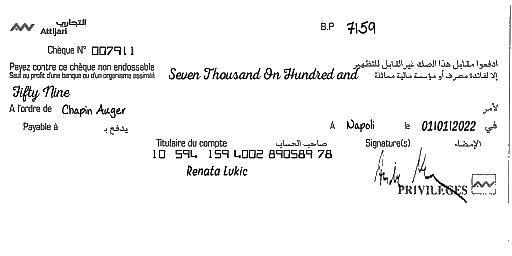 التجاري
Attijari
B.P 7159
Chèque N° 007911
Payez contre ce chèque non endossable
ادفعوا مقابل هذا الصك غير القابل للتظهير
Sauf au profit d'une banque ou d'un organisme assimilé
Seven Thousand On Hundred and
إلا لفائدة مصرف أو مؤسسة مالية مماثلة
Fifty Nine
A l'ordre de Chapin Auger
لأمر
Payable à
يدفع بـ
A Napoli le 01/01/2022 في
Titulaire du compte صاحب الحساب
Signature(s) الإمضاء
10 594 159 4002 890589 78
Renata Lukic
PRIVILEGES